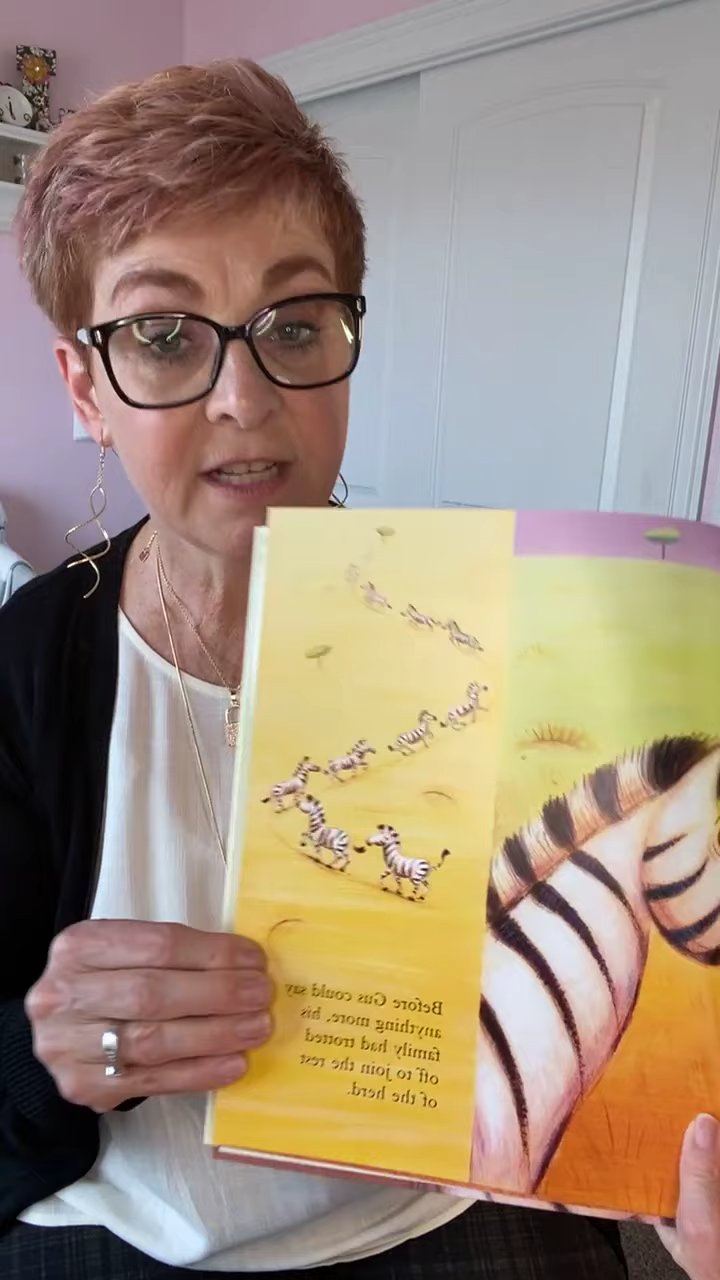 Before Gus could say
anything more, his
family had trotted
off to join the rest
of the herd.